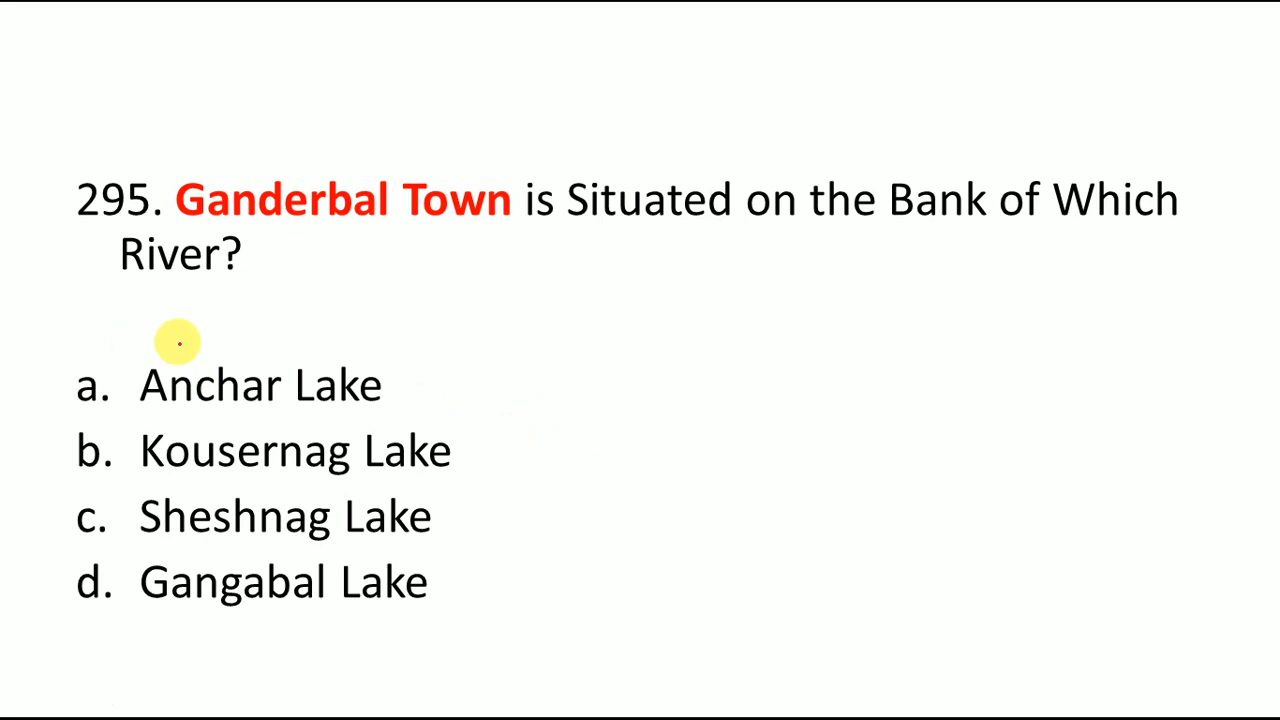 295. Ganderbal Town is Situated on the Bank of Which
River?
a. Anchar Lake
b. Kousernag Lake
c. Sheshnag Lake
d. Gangabal Lake